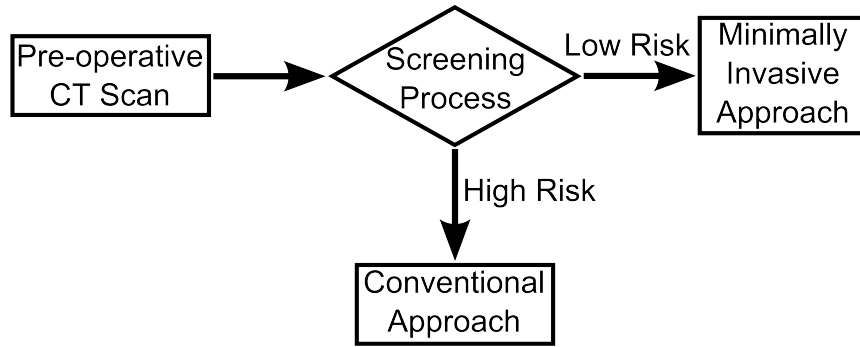 Pre-operative
CT Scan
Screening
Process
Low Risk
Minimally
Invasive
Approach
High Risk
Conventional
Approach